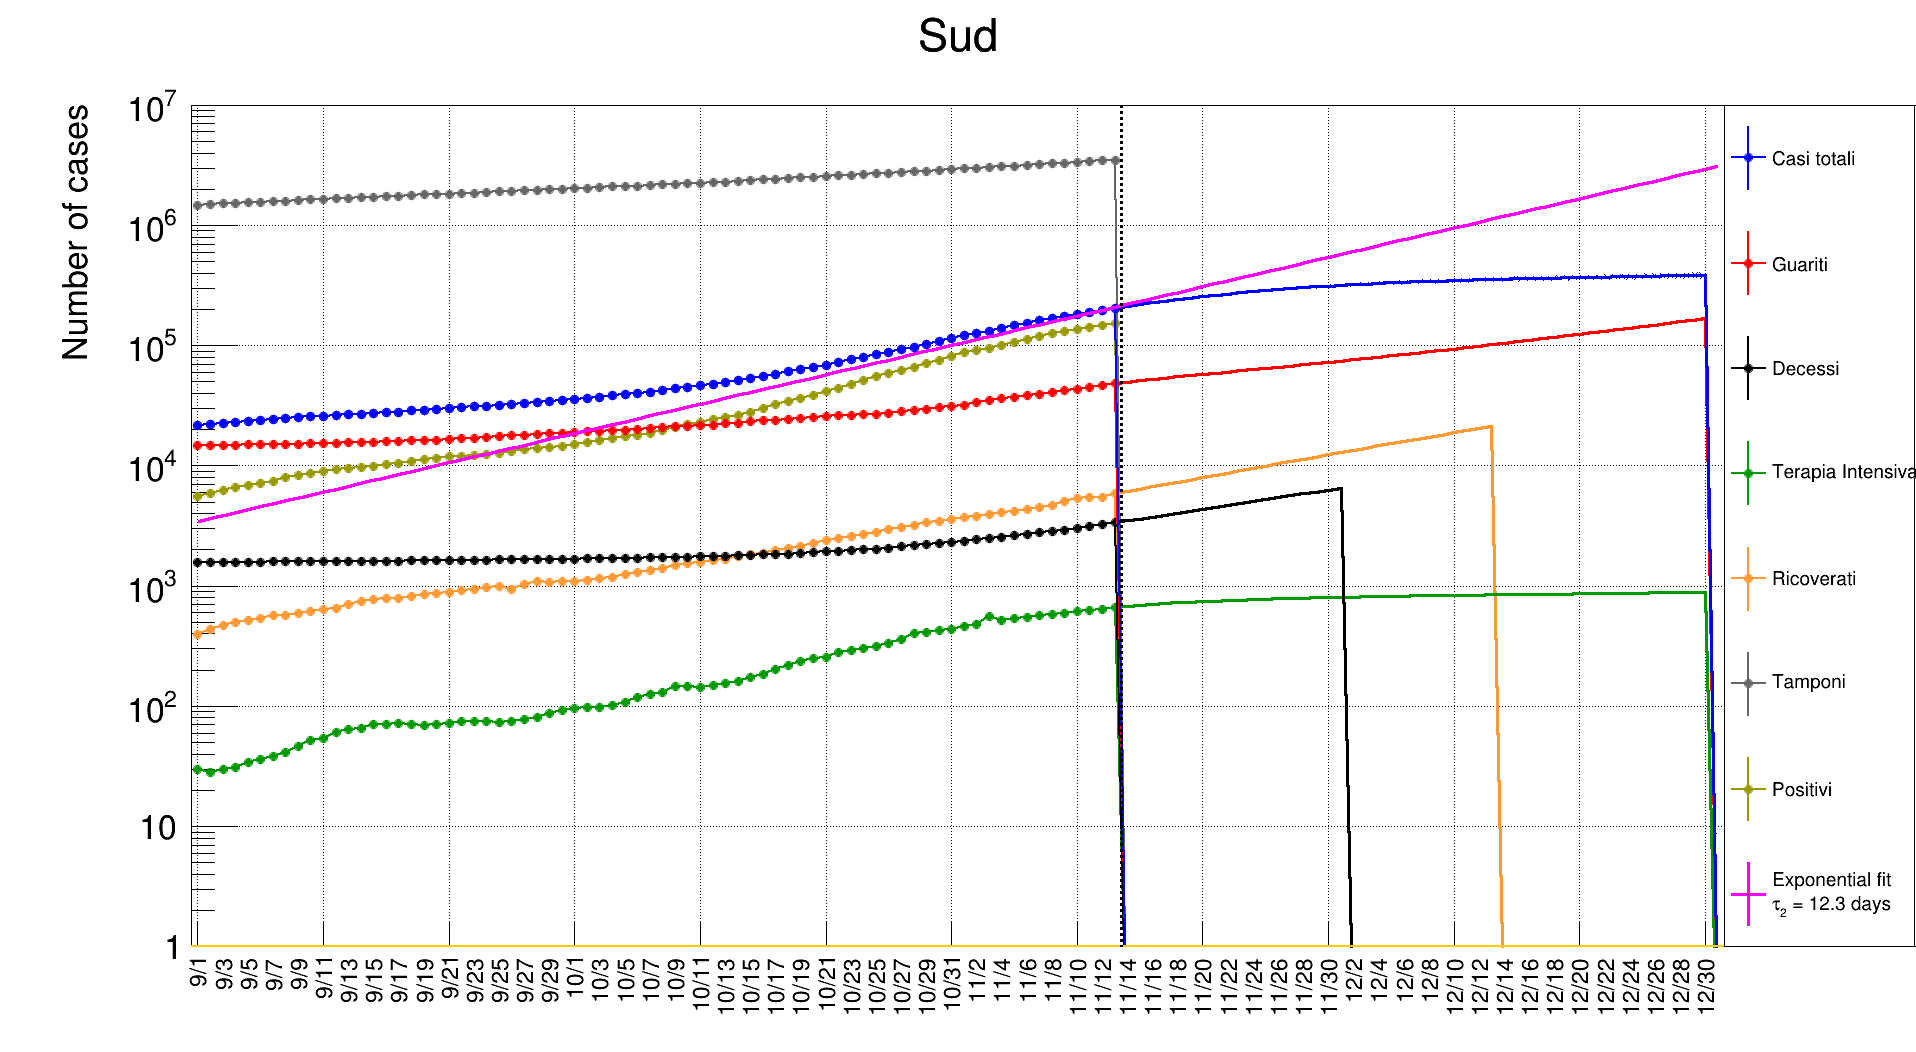 Sud
Number of cases
10^7
10^6
10^5
10^4
10^3
10^2
10
1
9/1 9/3 9/5 9/7 9/9 9/11 9/13 9/15 9/17 9/19 9/21 9/23 9/25 9/27 9/29 10/1 10/3 10/5 10/7 10/9 10/11 10/13 10/15 10/17 10/19 10/21 10/23 10/25 10/27 10/29 10/31 11/2 11/4 11/6 11/8 11/10 11/12 11/14 11/16 11/18 11/20 11/22 11/24 11/26 11/28 11/30 12/2 12/4 12/6 12/8 12/10 12/12 12/14 12/16 12/18 12/20 12/22 12/24 12/26 12/28 12/30
Casi totali
Guariti
Decessi
Terapia Intensiva
Ricoverati
Tamponi
Positivi
Exponential fit
τ_2 = 12.3 days